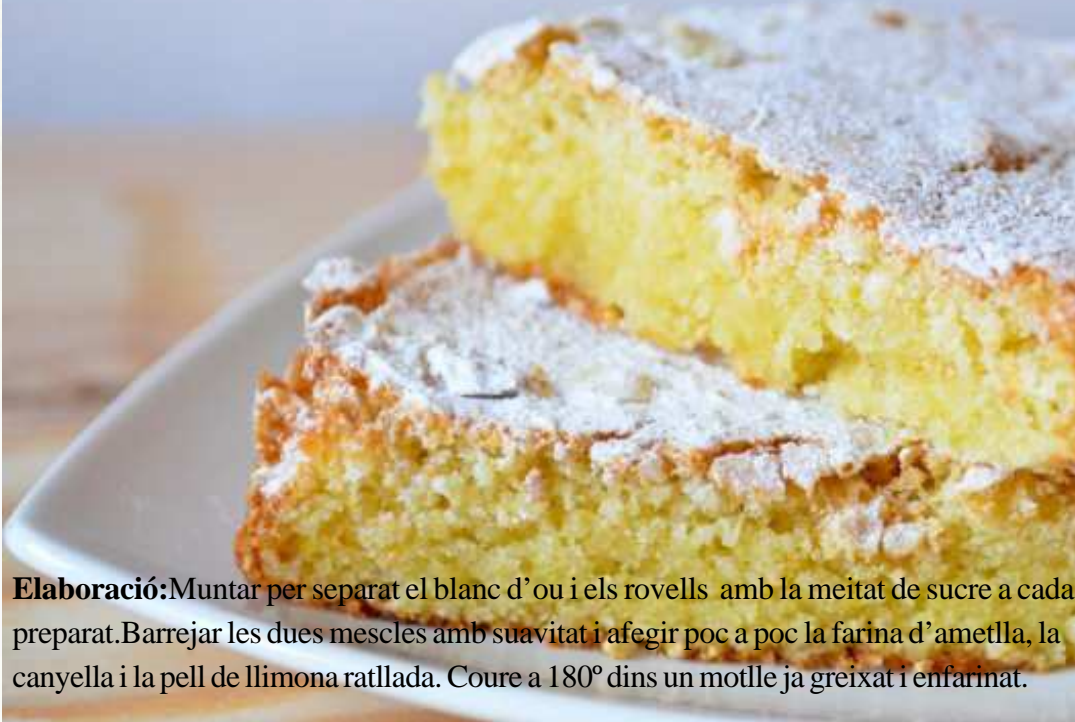 Elaboració:Muntar per separat el blanc d’ou i els rovells amb la meitat de sucre a cada
preparat.Barrejar les dues mescles amb suavitat i afegir poc a poc la farina d’ametlla, la
canyella i la pell de llimona ratllada. Coure a 180º dins un motlle ja greixat i enfarinat.